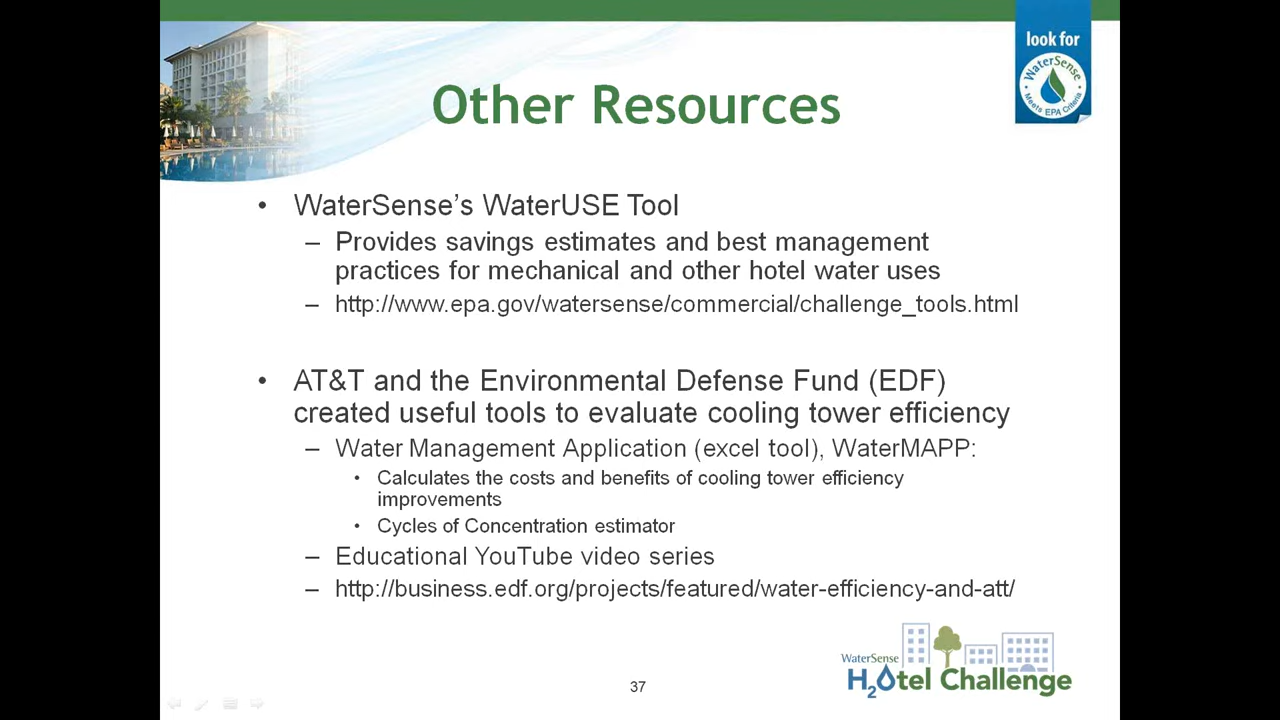 look for
WaterSense
Meets EPA Criteria
Other Resources
• WaterSense’s WaterUSE Tool
– Provides savings estimates and best management
practices for mechanical and other hotel water uses
– http://www.epa.gov/watersense/commercial/challenge_tools.html
• AT&T and the Environmental Defense Fund (EDF)
created useful tools to evaluate cooling tower efficiency
– Water Management Application (excel tool), WaterMAPP:
• Calculates the costs and benefits of cooling tower efficiency
improvements
• Cycles of Concentration estimator
– Educational YouTube video series
– http://business.edf.org/projects/featured/water-efficiency-and-att/
WaterSense
H2Otel Challenge
37